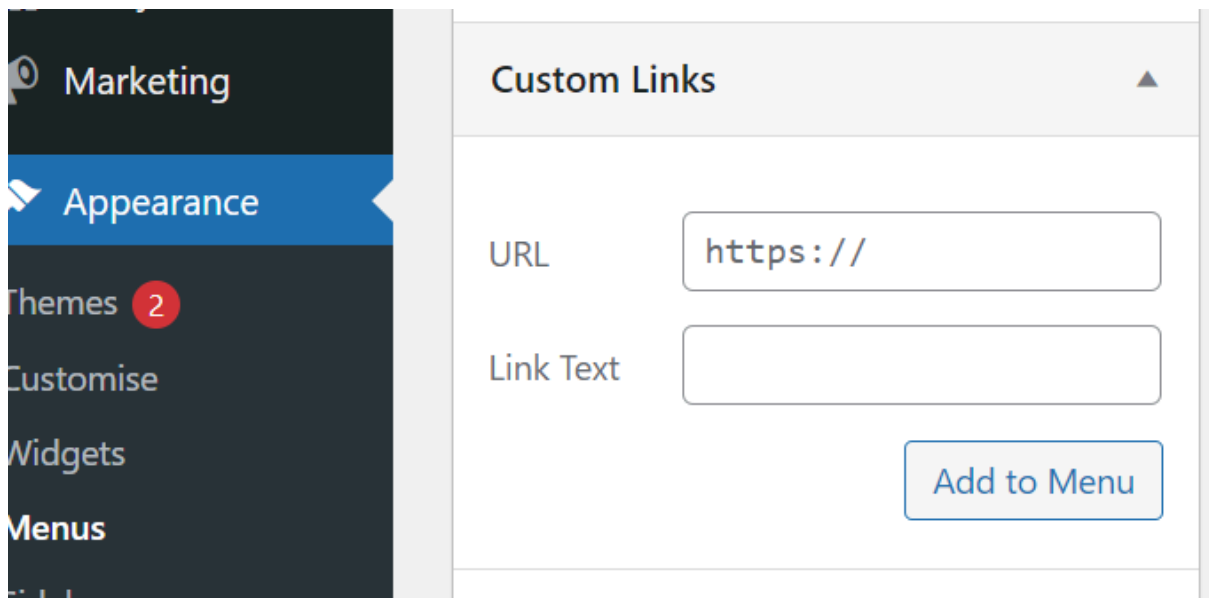 Marketing
Appearance
Themes 2
Customise
Widgets
Menus
Custom Links
URL
https://
Link Text
Add to Menu